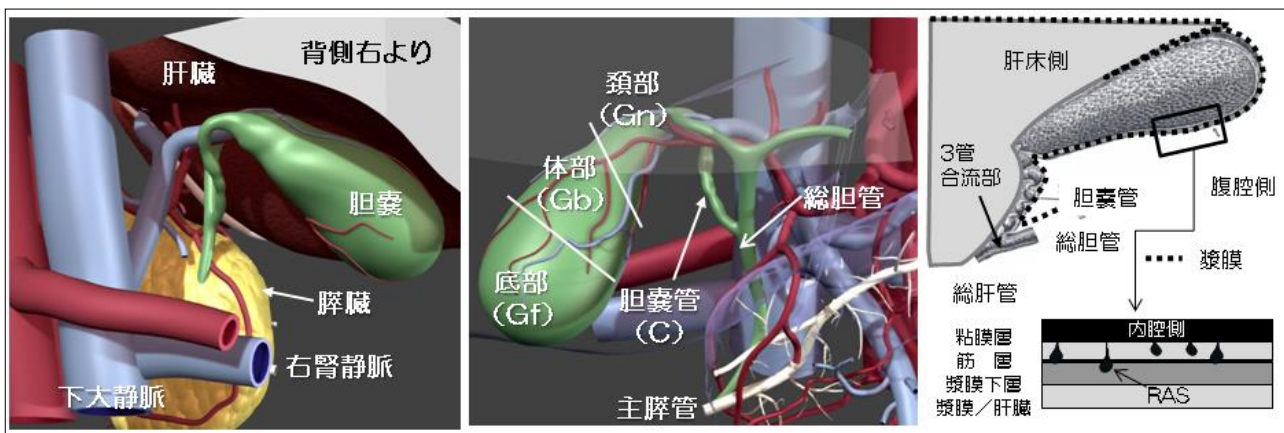 背側右より
肝臓
胆嚢
膵臓
右腎静脈
下大静脈
頚部
(Gn)
体部
(Gb)
総胆管
底部
(Gf)
胆嚢管
(C)
主膵管
肝床側
3管
合流部
腹腔側
胆嚢管
総胆管
漿膜
総肝管
内腔側
粘膜層
筋 層
漿膜下層
漿膜/肝臓
RAS